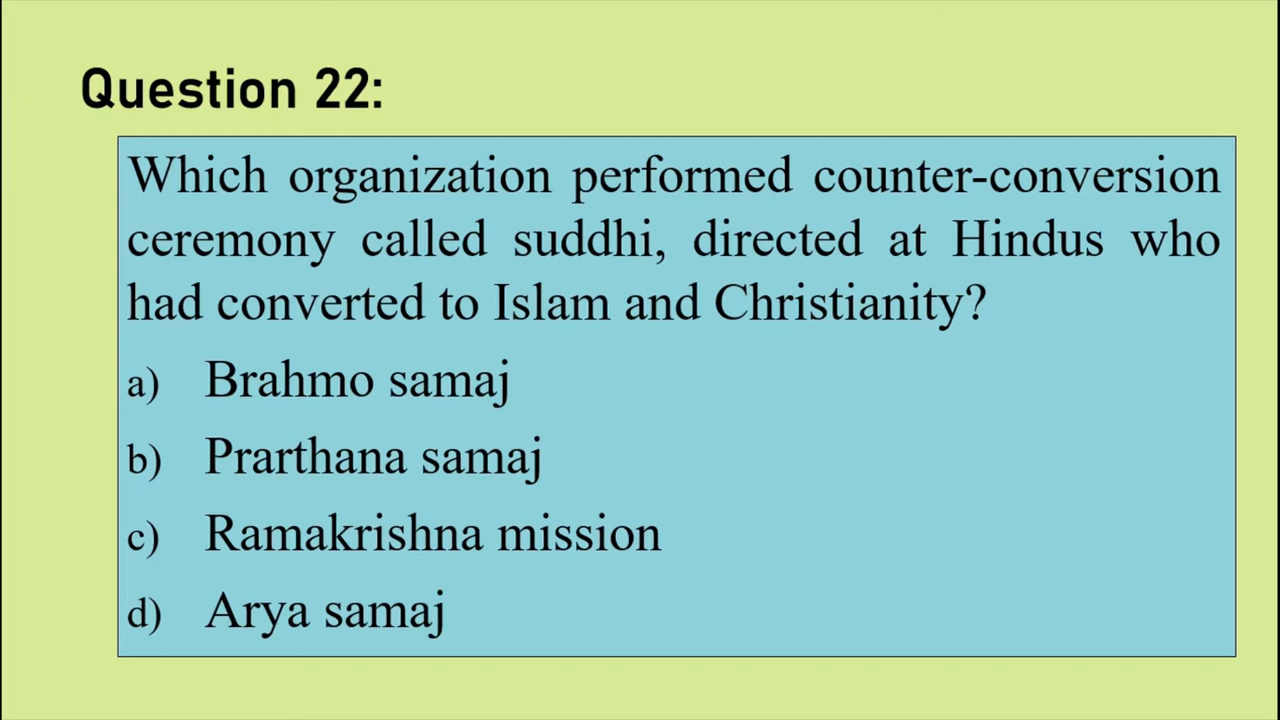 Question 22:
Which organization performed counter-conversion
ceremony called suddhi, directed at Hindus who
had converted to Islam and Christianity?
a) Brahmo samaj
b) Prarthana samaj
c) Ramakrishna mission
d) Arya samaj